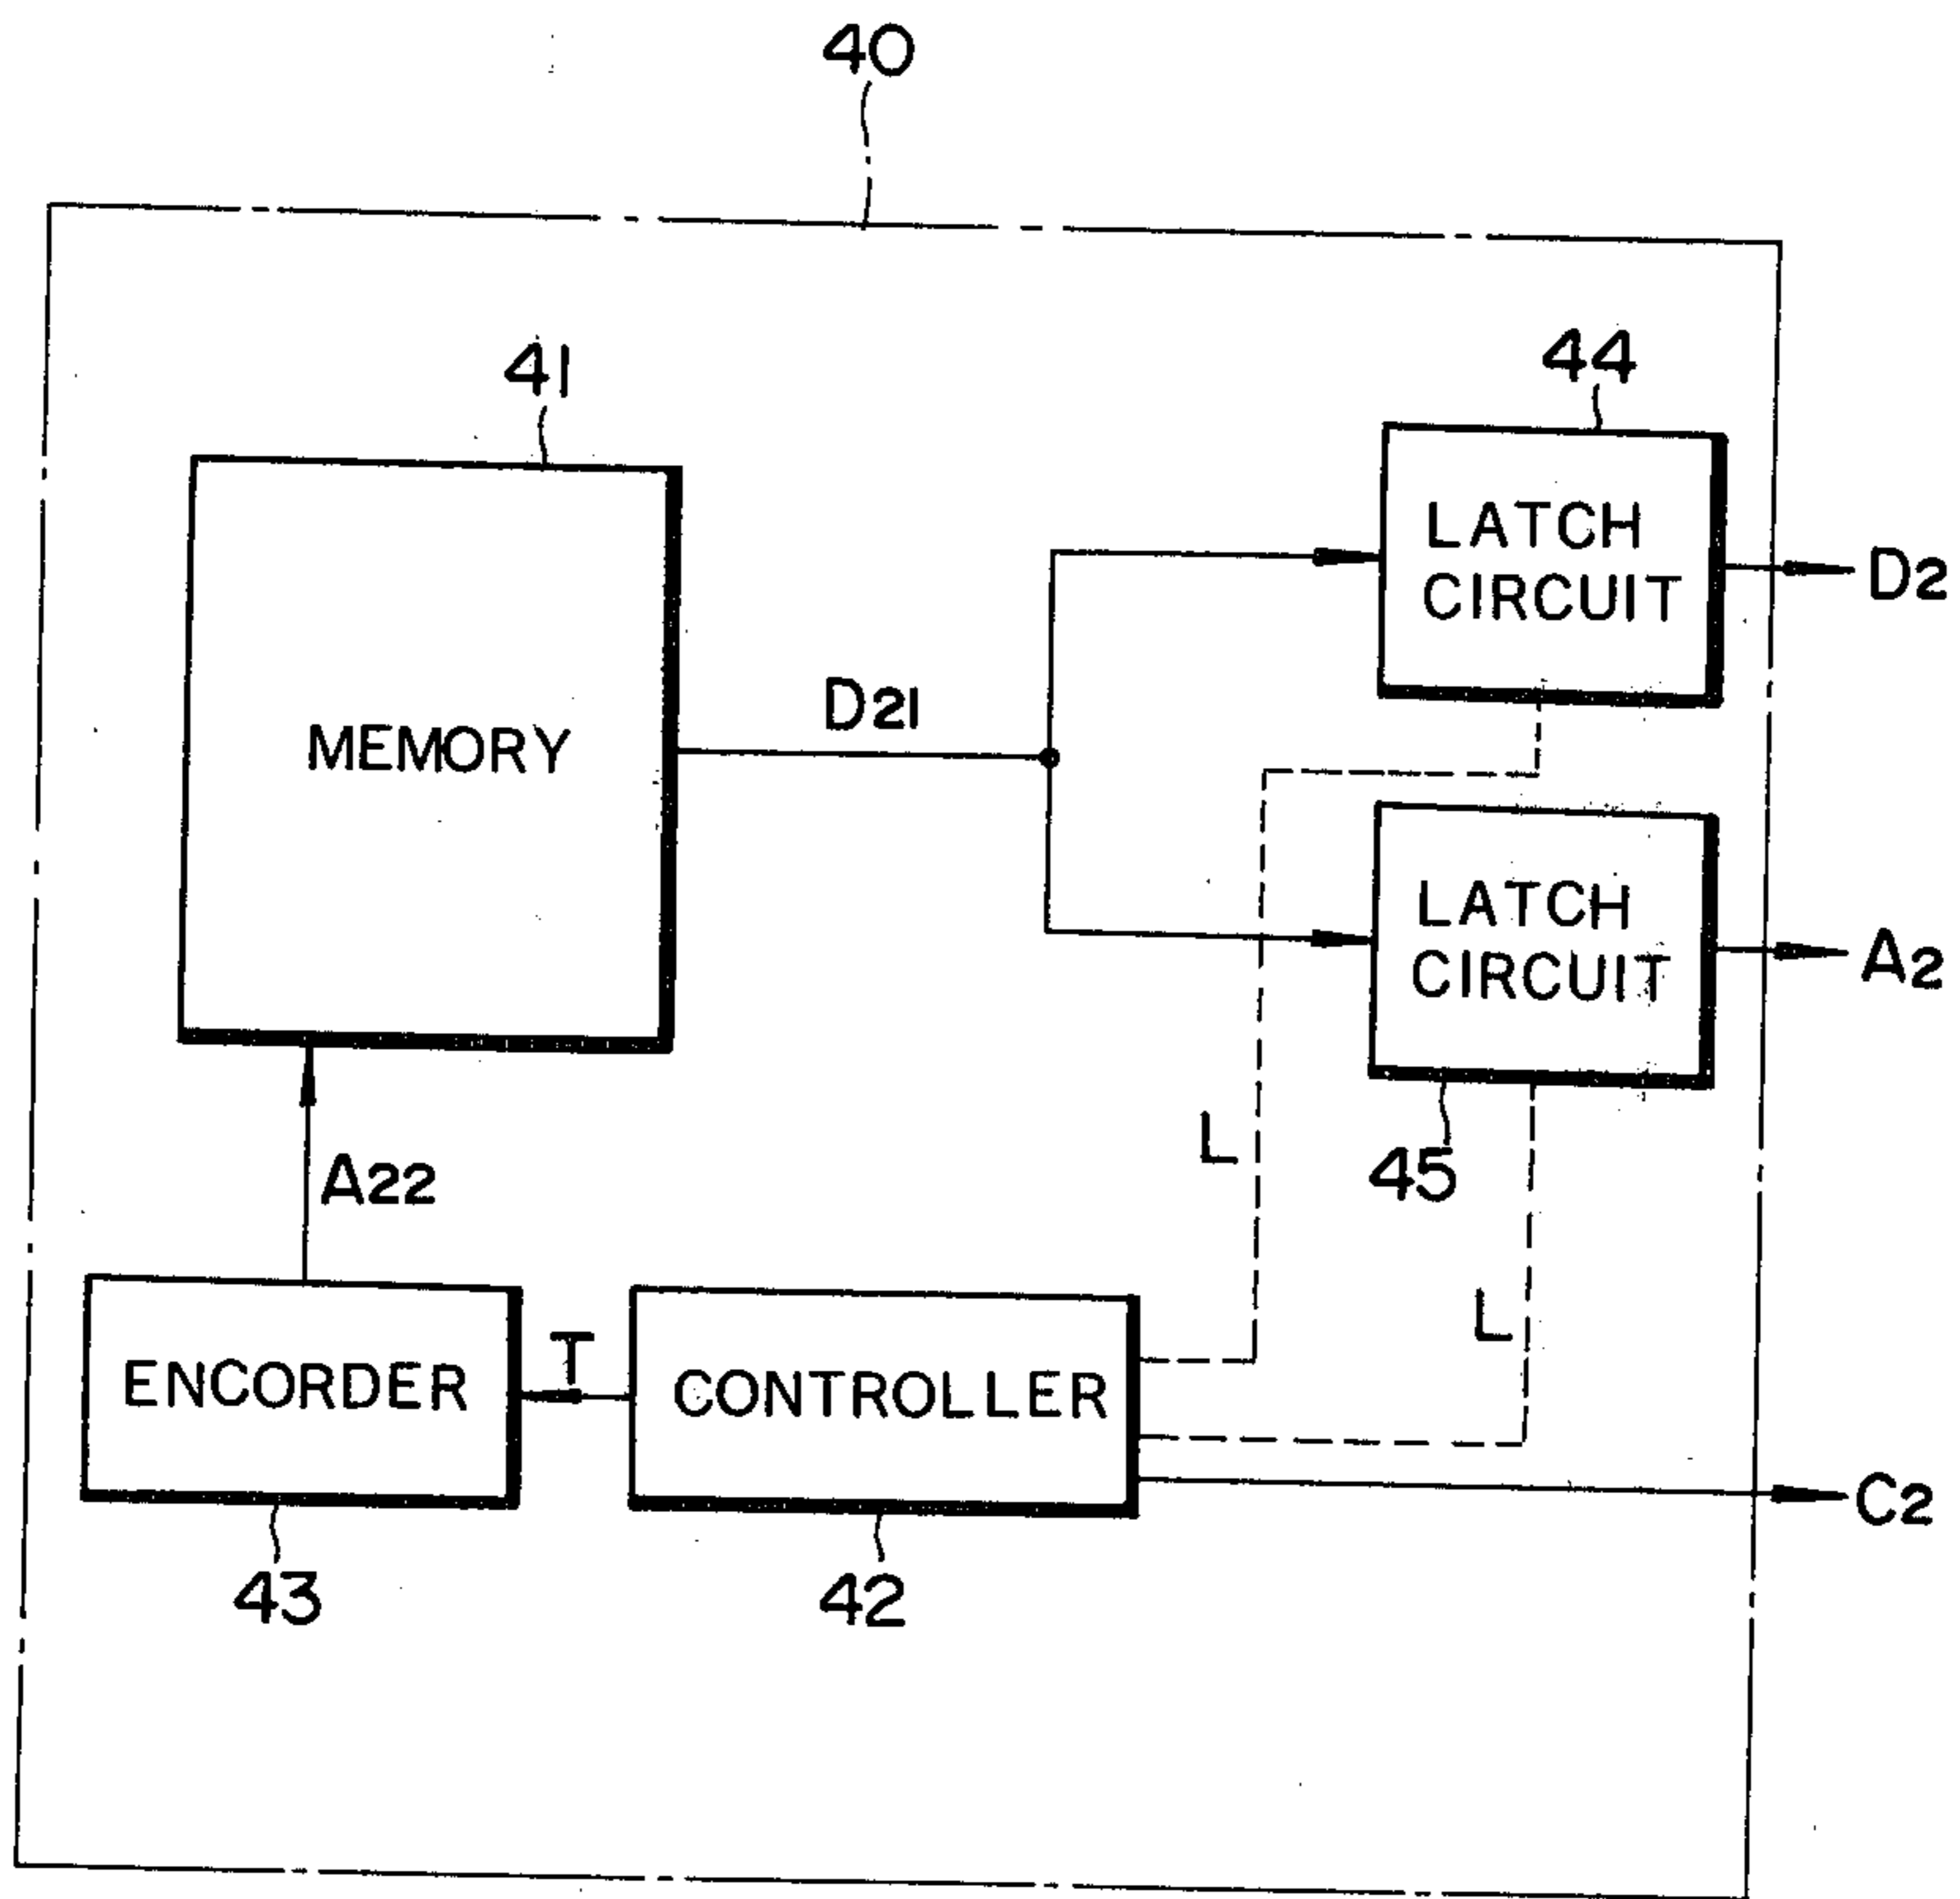 40
41
44
LATCH
CIRCUIT
D2
D21
MEMORY
LATCH
CIRCUIT
A2
L
45
A22
L
T
ENCORDER
CONTROLLER
C2
43
42